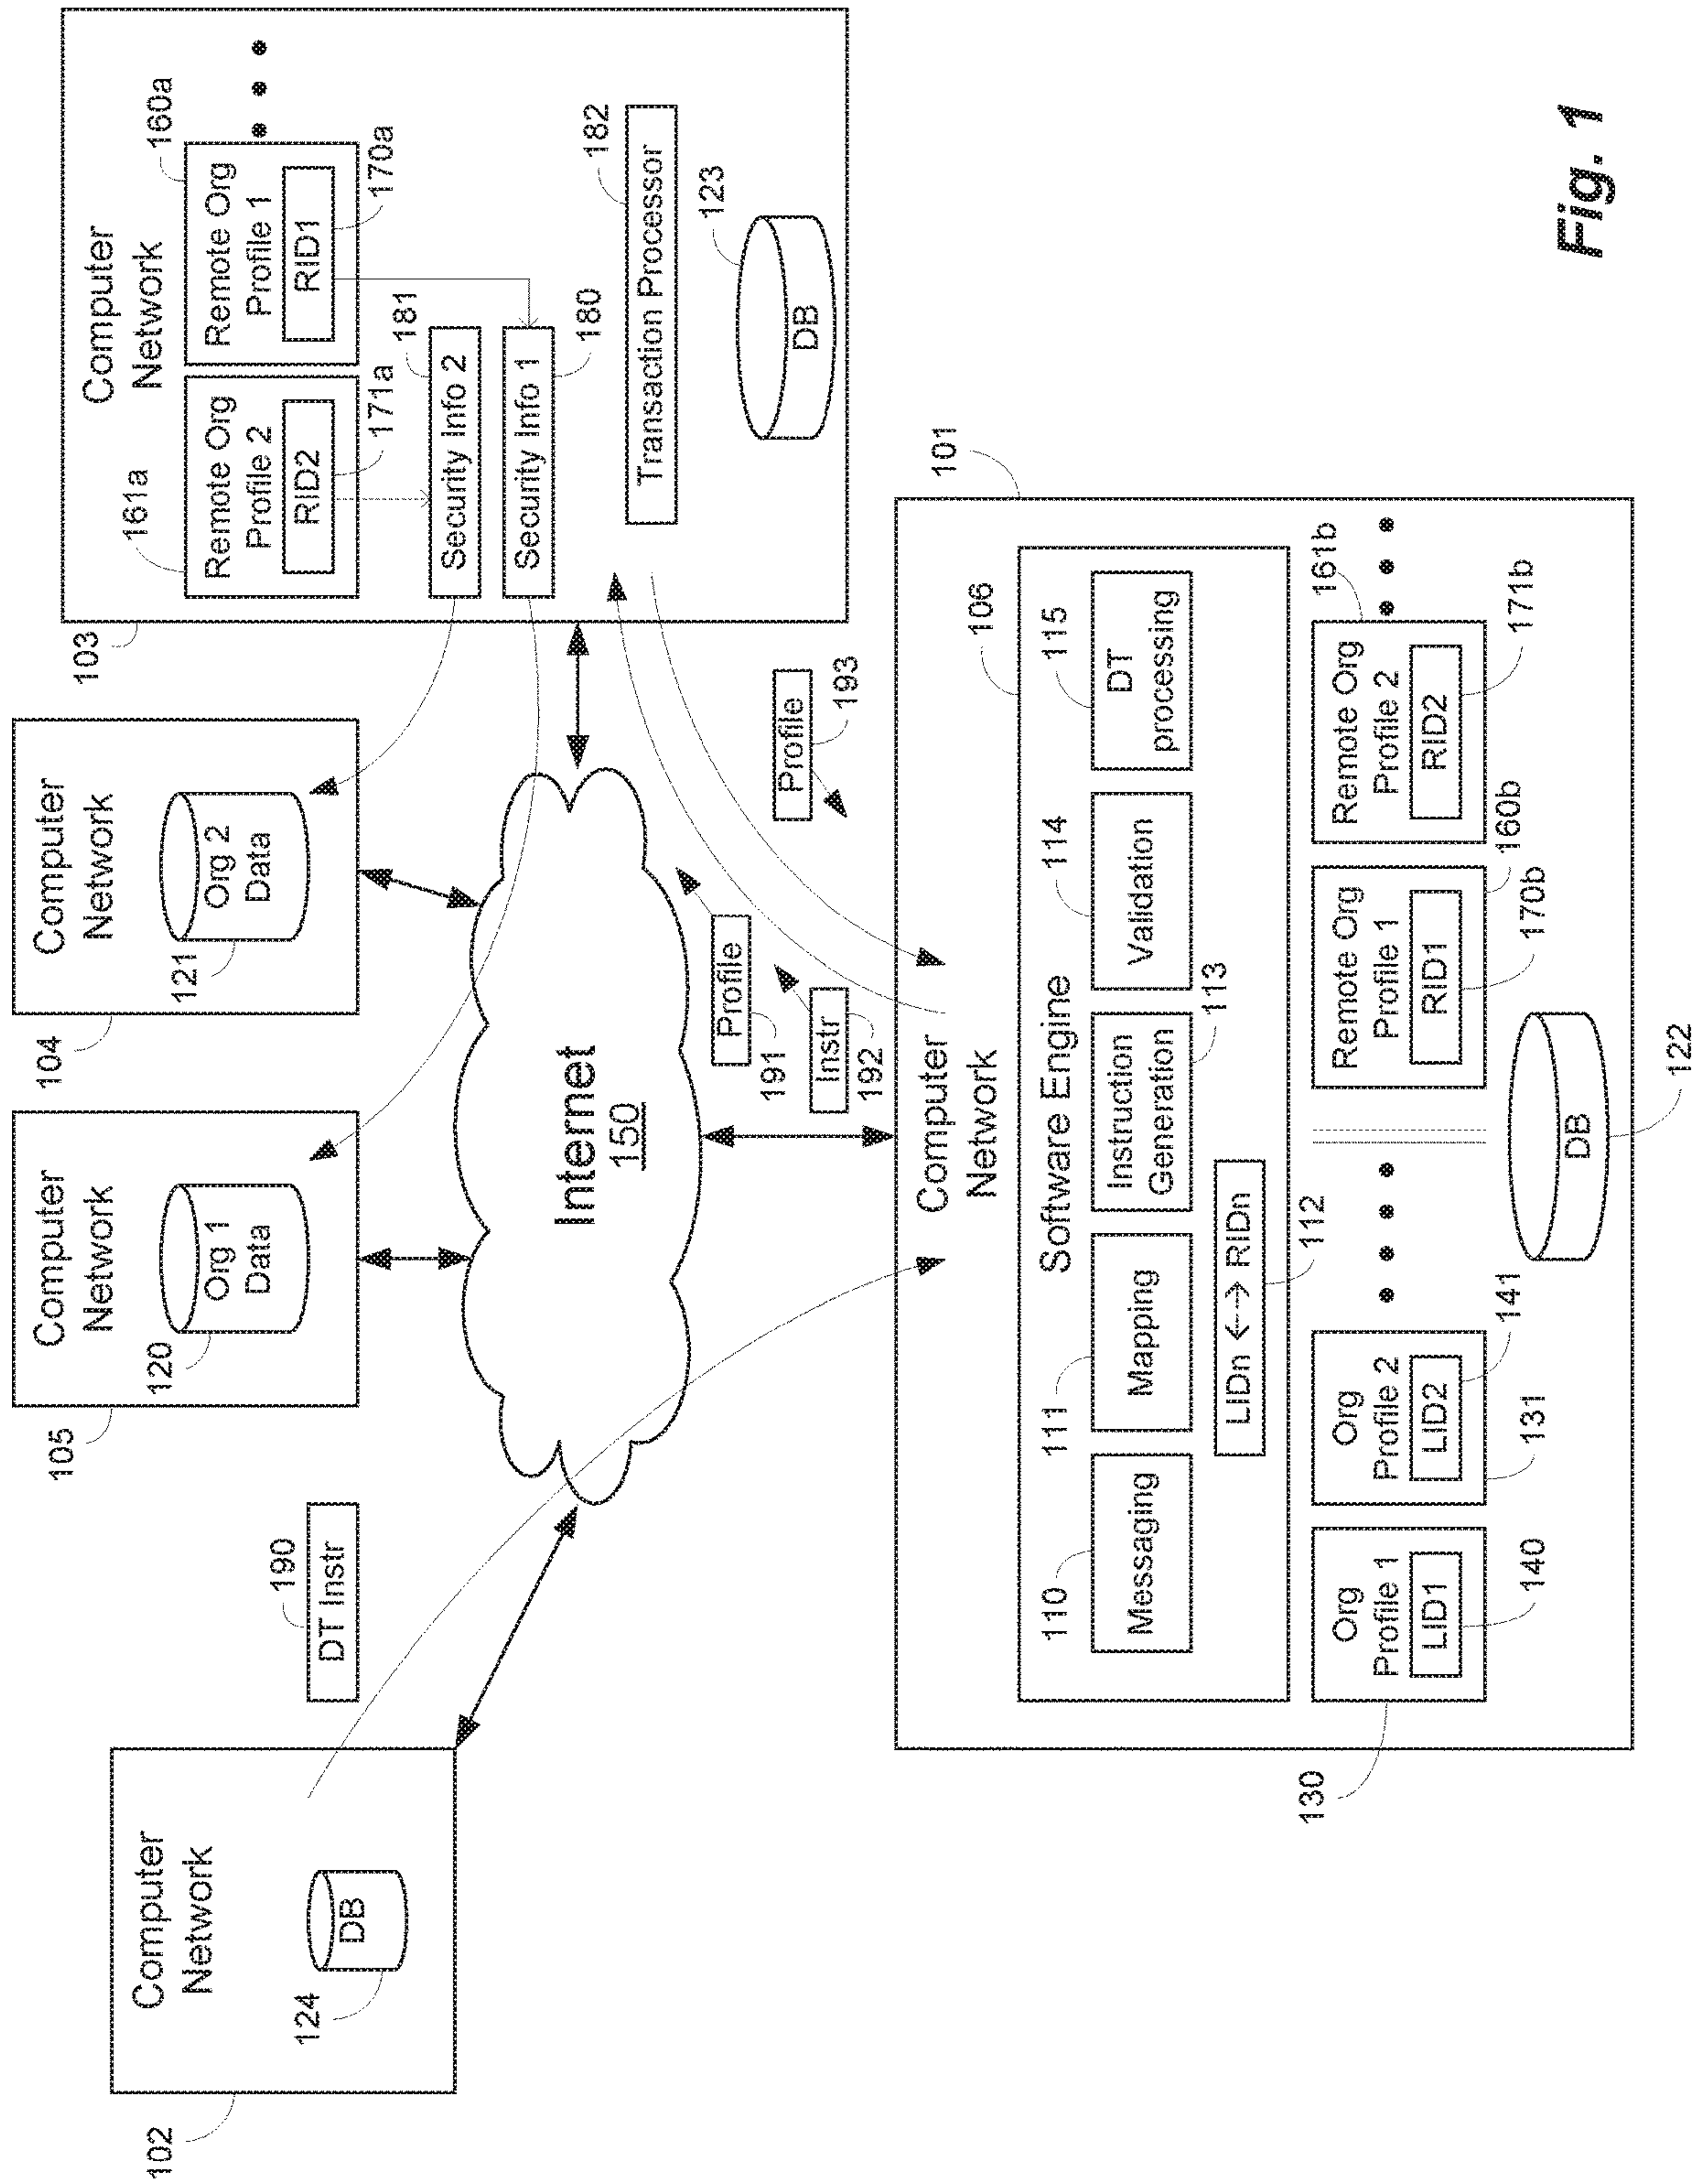 102
Computer
Network
DB
124
190
DT Instr
105
Computer
Network
Org 1
Data
120
104
Computer
Network
Org 2
Data
121
103
Computer
Network
161a
Remote Org
Profile 2
RID2
171a
160a
Remote Org
Profile 1
RID1
170a
181
Security Info 2
Security Info 1
180
182
Transaction Processor
123
DB
Internet
150
Profile
191
Instr
192
Profile
193
101
Computer
Network
106
Software Engine
110
Messaging
111
Mapping
Instruction
Generation
113
114
Validation
115
DT
processing
LIDn <--> RIDn
112
130
Org
Profile 1
LID1
140
Org
Profile 2
LID2
141
131
Remote Org
Profile 1
RID1
160b
170b
Remote Org
Profile 2
RID2
161b
171b
DB
122
Fig. 1